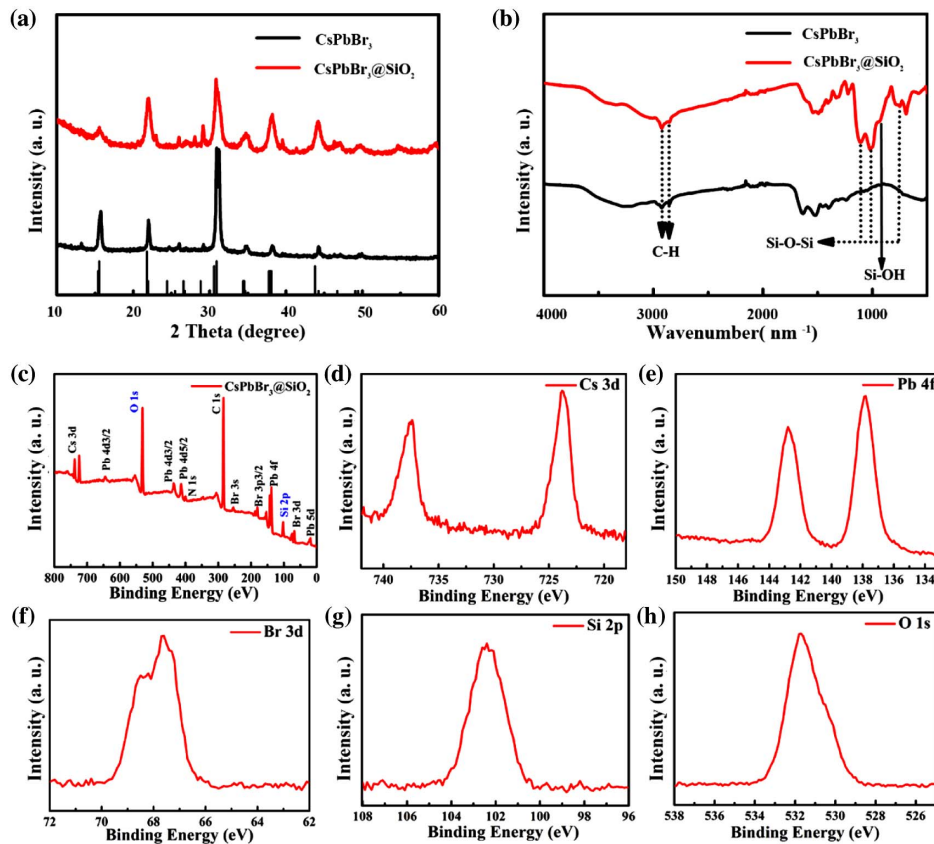 (a)
CsPbBr₃
CsPbBr₃@SiO₂
Intensity (a. u.)
10 20 30 40 50 60
2 Theta (degree)
(b)
CsPbBr₃
CsPbBr₃@SiO₂
Intensity (a. u.)
C-H
Si-O-Si
Si-OH
4000 3000 2000 1000
Wavenumber( nm ⁻¹)
(c)
CsPbBr₃@SiO₂
Intensity (a. u.)
Cs 3d
Pb 4d3/2
O 1s
Pb 4d3/2
Pb 4d5/2
N 1s
C 1s
Br 3s
Br 3p3/2
Pb 4f
Si 2p
Br 3d
Pb 5d
800 700 600 500 400 300 200 100 0
Binding Energy (eV)
(d)
Cs 3d
Intensity (a. u.)
740 735 730 725 720
Binding Energy (eV)
(e)
Pb 4f
Intensity (a. u.)
150 148 146 144 142 140 138 136 134
Binding Energy (eV)
(f)
Br 3d
Intensity (a. u.)
72 70 68 66 64 62
Binding Energy (eV)
(g)
Si 2p
Intensity (a. u.)
108 106 104 102 100 98 96
Binding Energy (eV)
(h)
O 1s
Intensity (a. u.)
538 536 534 532 530 528 526
Binding Energy (eV)